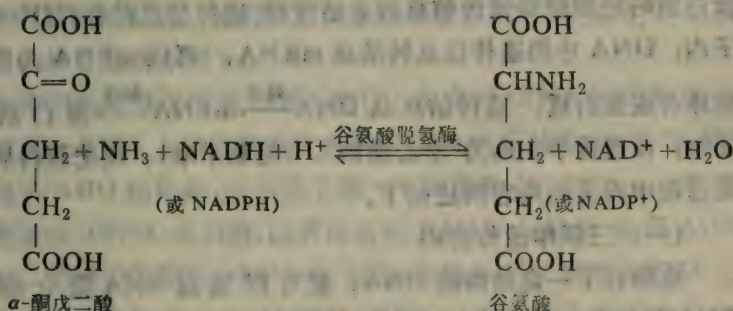 COOH COOH
C=O CHNH₂
谷氨酸脱氢酶
CH₂ + NH₃ + NADH + H⁺ ⇌ CH₂ + NAD⁺ + H₂O
CH₂ (或 NADPH) CH₂ (或NADP⁺)
COOH COOH
α-酮戊二酸 谷氨酸